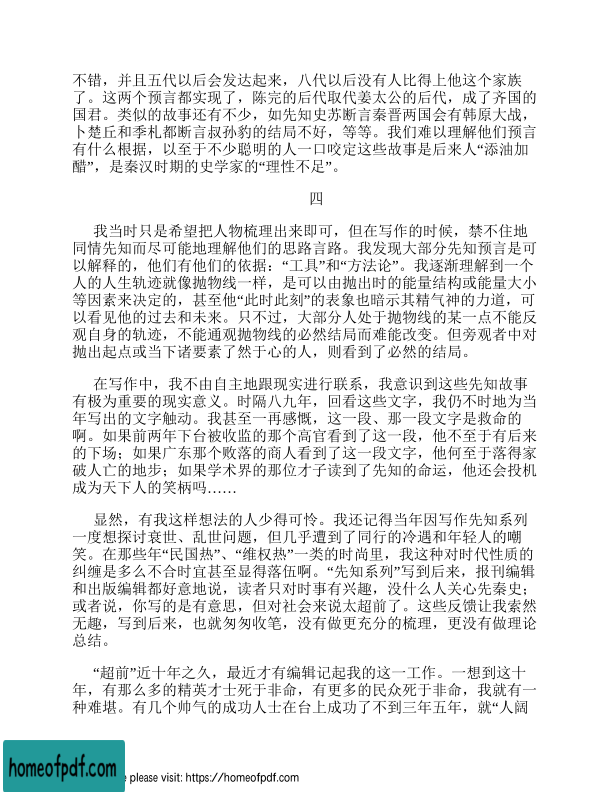 不错，并且五代以后会发达起来，八代以后没有人比得上他这个家族
了。这两个预言都实现了，陈完的后代取代姜太公的后代，成了齐国的
国君。类似的故事还有不少，如先知史苏断言秦晋两国会有韩原大战，
卜楚丘和季札都断言叔孙豹的结局不好，等等。我们难以理解他们预言
有什么根据，以至于不少聪明的人一口咬定这些故事是后来人“添油加
醋”，是秦汉时期的史学家的“理性不足”。
四
我当时只是希望把人物梳理出来即可，但在写作的时候，禁不住地
同情先知而尽可能地理解他们的思路言路。我发现大部分先知预言是可
以解释的，他们有他们的依据：“工具”和“方法论”。我逐渐理解到一个
人的人生轨迹就像抛物线一样，是可以由抛出时的能量结构或能量大小
等因素来决定的，甚至他“此时此刻”的表象也暗示其精气神的力道，可
以看见他的过去和未来。只不过，大部分人处于抛物线的某一点不能反
观自身的轨迹，不能通观抛物线的必然结局而难能改变。但旁观者中对
抛出起点或当下诸要素了然于心的人，则看到了必然的结局。
在写作中，我不由自主地跟现实进行联系，我意识到这些先知故事
有极为重要的现实意义。时隔八九年，回看这些文字，我仍不时地为当
年写出的文字触动。我甚至一再感慨，这一段、那一段文字是救命的
啊。如果前两年下台被收监的那个高官看到了这一段，他不至于有后来
的下场；如果广东那个败落的商人看到了这一段文字，他何至于落得家
破人亡的地步；如果学术界的那位才子读到了先知的命运，他还会投机
成为天下人的笑柄吗……
显然，有我这样想法的人少得可怜。我还记得当年因写作先知系列
一度想探讨衰世、乱世问题，但几乎遭到了同行的冷遇和年轻人的嘲
笑。在那些年“民国热”、“维权热”一类的时尚里，我这种对时代性质的
纠缠是多么不合时宜甚至显得落伍啊。“先知系列”写到后来，报刊编辑
和出版编辑都好意地说，读者只对时事有兴趣，没什么人关心先秦史；
或者说，你写的是有意思，但对社会来说太超前了。这些反馈让我索然
无趣，写到后来，也就匆匆收笔，没有做更充分的梳理，更没有做理论
总结。
“超前”近十年之久，最近才有编辑记起我的这一工作。一想到这十
年，有那么多的精英才士死于非命，有更多的民众死于非命，我就有一
种难堪。有几个帅气的成功人士在台上成功了不到三年五年，就“人阔
homeofpdf.com
e please visit: https://homeofpdf.com